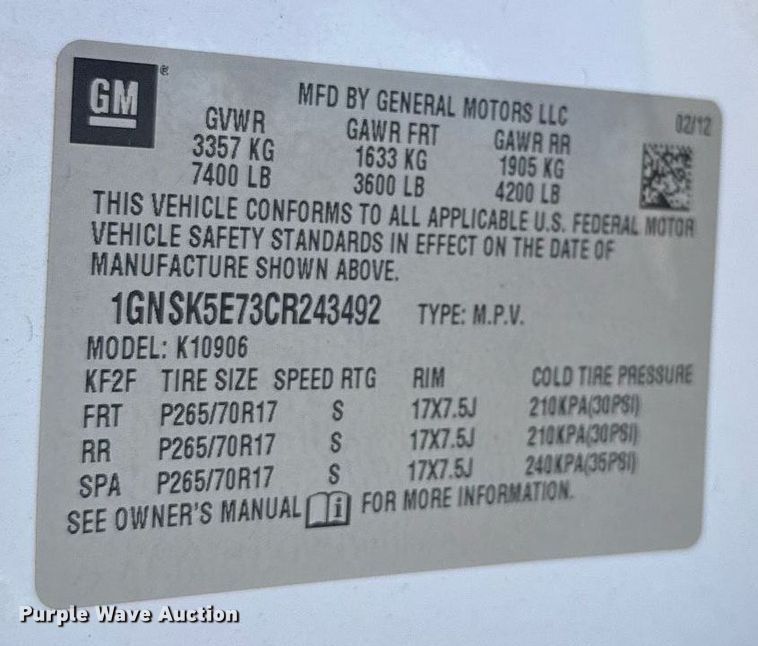 GM ®
MFD BY GENERAL MOTORS LLC 02/12
GVWR GAWR FRT GAWR RR
3357 KG 1633 KG 1905 KG
7400 LB 3600 LB 4200 LB
THIS VEHICLE CONFORMS TO ALL APPLICABLE U.S. FEDERAL MOTOR
VEHICLE SAFETY STANDARDS IN EFFECT ON THE DATE OF
MANUFACTURE SHOWN ABOVE.
1GNSK5E73CR243492 TYPE: M.P.V.
MODEL: K10906
KF2F TIRE SIZE SPEED RTG RIM COLD TIRE PRESSURE
FRT P265/70R17 S 17X7.5J 210KPA(30PSI)
RR P265/70R17 S 17X7.5J 210KPA(30PSI)
SPA P265/70R17 S 17X7.5J 240KPA(35PSI)
SEE OWNER'S MANUAL i FOR MORE INFORMATION.
Purple Wave Auction